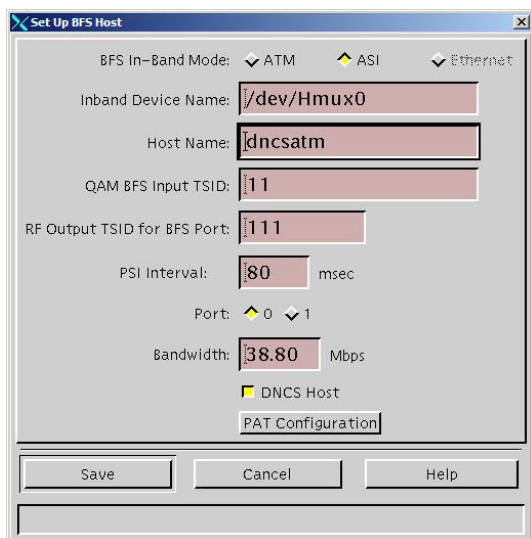 Set Up BFS Host
BFS In-Band Mode: ATM ASI Ethernet
Inband Device Name: /dev/Hmux0
Host Name: dncsatm
QAM BFS Input TSID: 11
RF Output TSID for BFS Port: 111
PSI Interval: 80 msec
Port: 0 1
Bandwidth: 38.80 Mbps
DNCS Host
PAT Configuration
Save Cancel Help